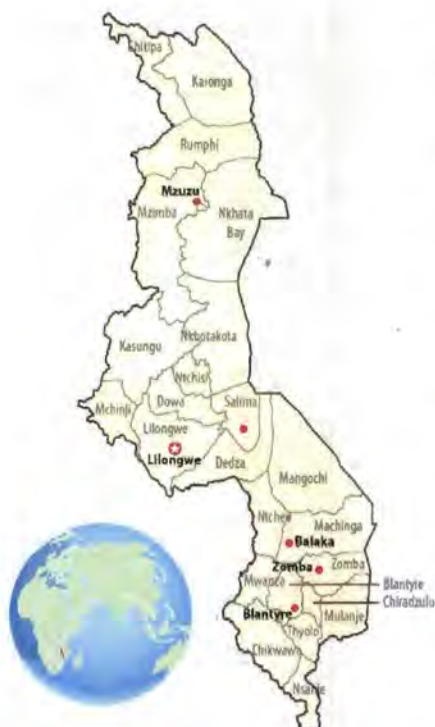 Chitipa
Karonga
Rumphi
Mzuzu
Mzimba
Nkhata
Bay
Nkhotakota
Kasungu
Ntchisi
Dowa
Salima
Mchinji
Lilongwe
Lilongwe
Dedza
Mangochi
Ntcheu
Machinga
Balaka
Zomba
Zomba
Mwanza
Blantyre
Chiradzulu
Blantyre
Mulanje
Thyolo
Chikwawa
Nsanje